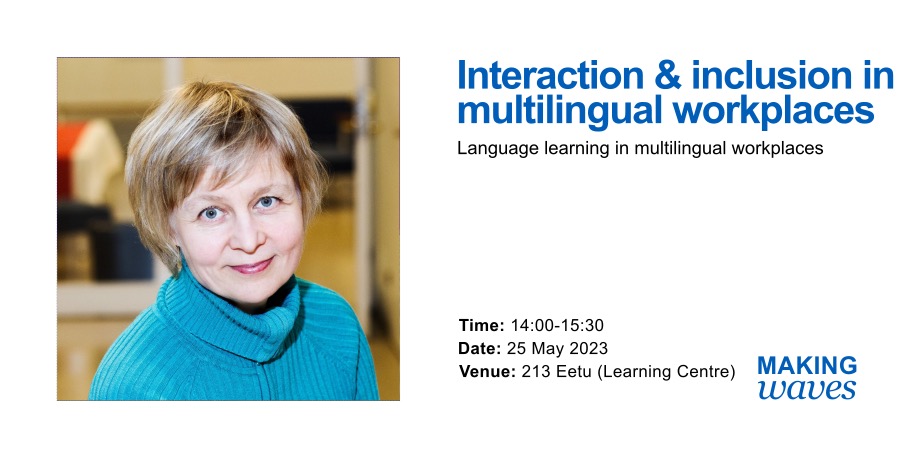 Interaction & inclusion in
multilingual workplaces
Language learning in multilingual workplaces
Time: 14:00-15:30
Date: 25 May 2023
Venue: 213 Eetu (Learning Centre)
MAKING
waves